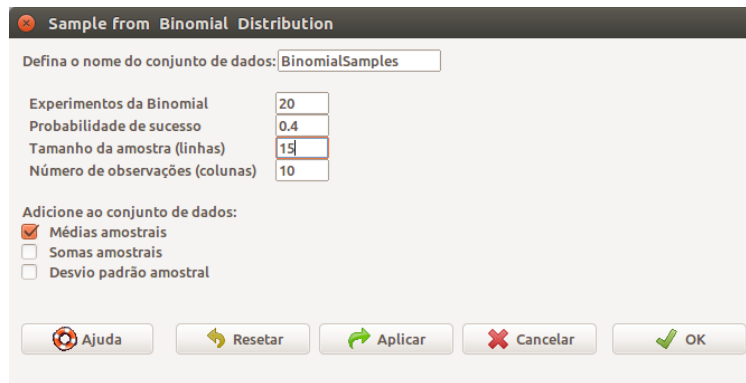 Sample from Binomial Distribution
Defina o nome do conjunto de dados: BinomialSamples
Experimentos da Binomial 20
Probabilidade de sucesso 0.4
Tamanho da amostra (linhas) 15
Número de observações (colunas) 10
Adicione ao conjunto de dados:
Médias amostrais
Somas amostrais
Desvio padrão amostral
Ajuda Resetar Aplicar Cancelar OK